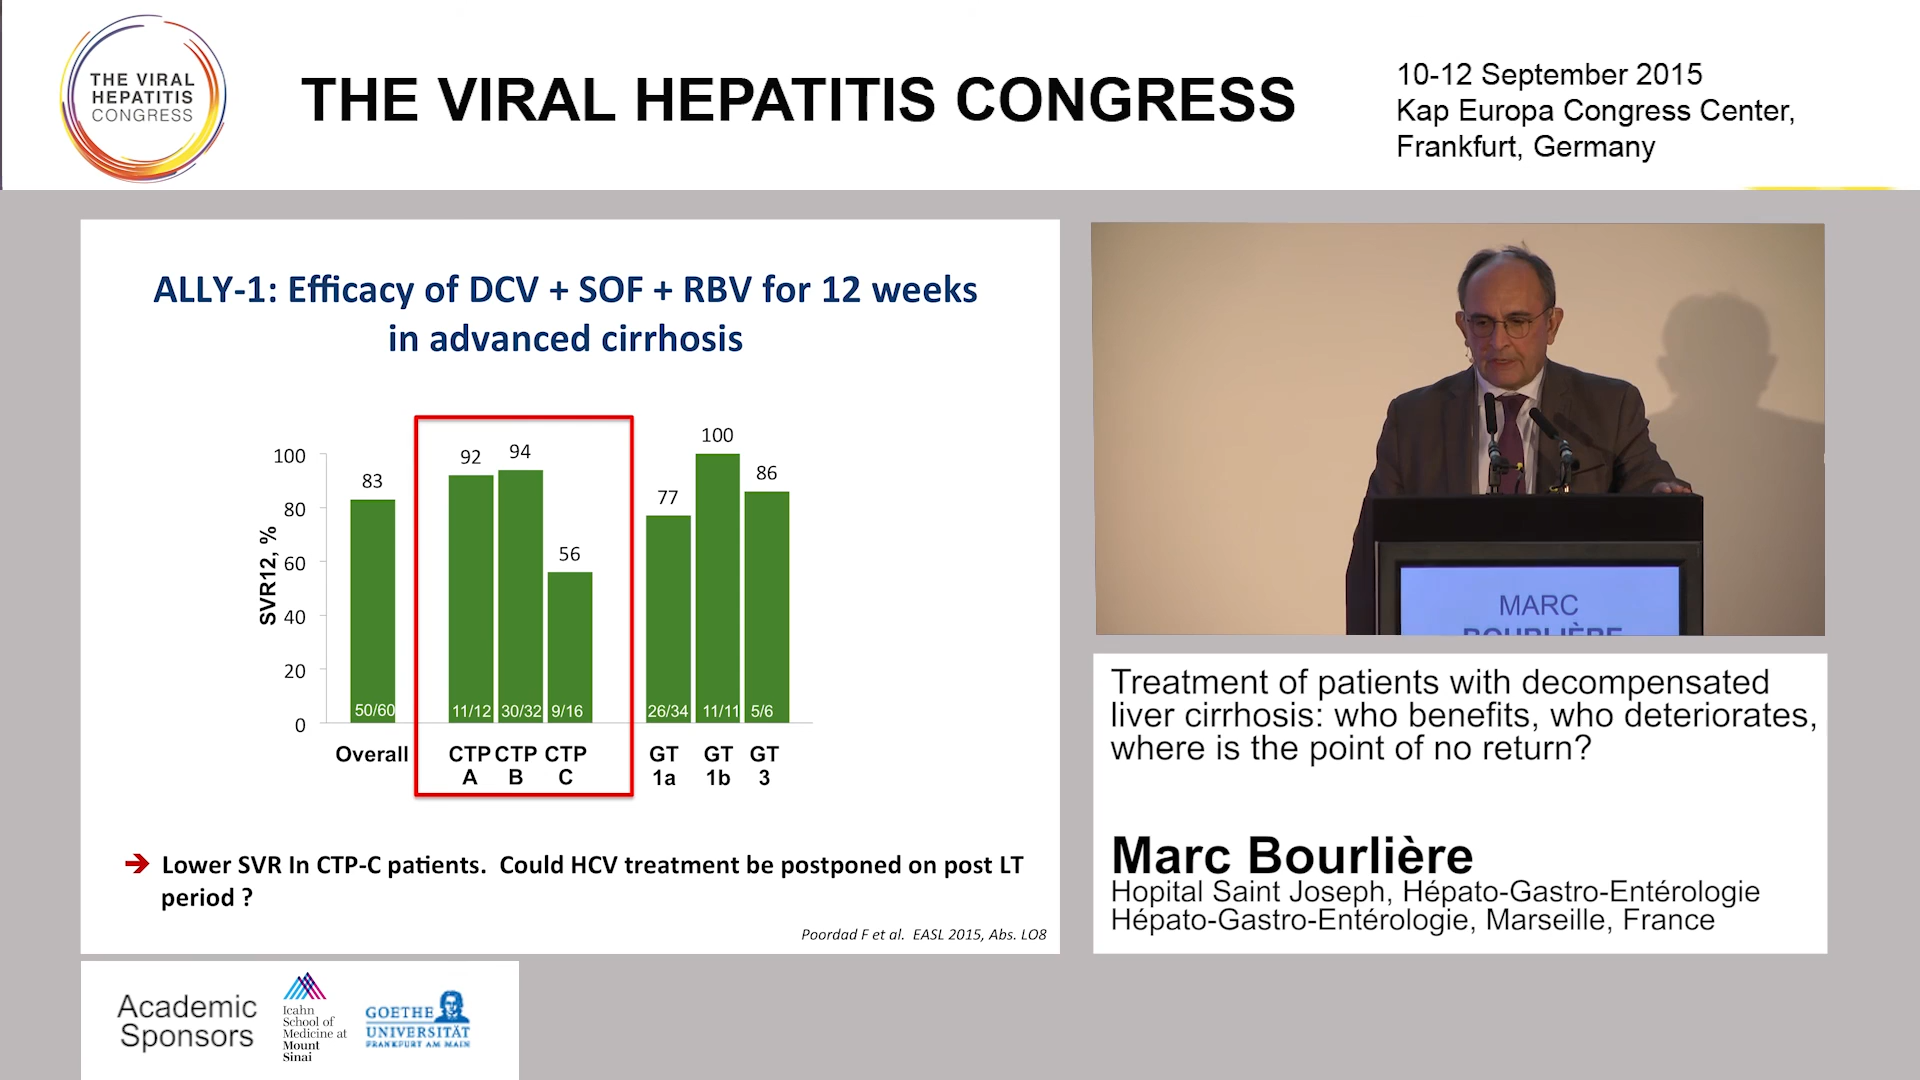 THE VIRAL
HEPATITIS
CONGRESS
THE VIRAL HEPATITIS CONGRESS
10-12 September 2015
Kap Europa Congress Center,
Frankfurt, Germany
ALLY-1: Efficacy of DCV + SOF + RBV for 12 weeks
in advanced cirrhosis
SVR12, %
100
80
60
40
20
0
83
92
94
56
77
100
86
50/60
11/12
30/32
9/16
26/34
11/11
5/6
Overall
CTP A
CTP B
CTP C
GT 1a
GT 1b
GT 3
Lower SVR In CTP-C patients. Could HCV treatment be postponed on post LT
period ?
Poordad F et al. EASL 2015, Abs. LO8
MARC
BOURLIÈRE
Treatment of patients with decompensated
liver cirrhosis: who benefits, who deteriorates,
where is the point of no return?
Marc Bourlière
Hopital Saint Joseph, Hépato-Gastro-Entérologie
Hépato-Gastro-Entérologie, Marseille, France
Academic
Sponsors
Icahn
School of
Medicine at
Mount
Sinai
GOETHE
UNIVERSITÄT
FRANKFURT AM MAIN